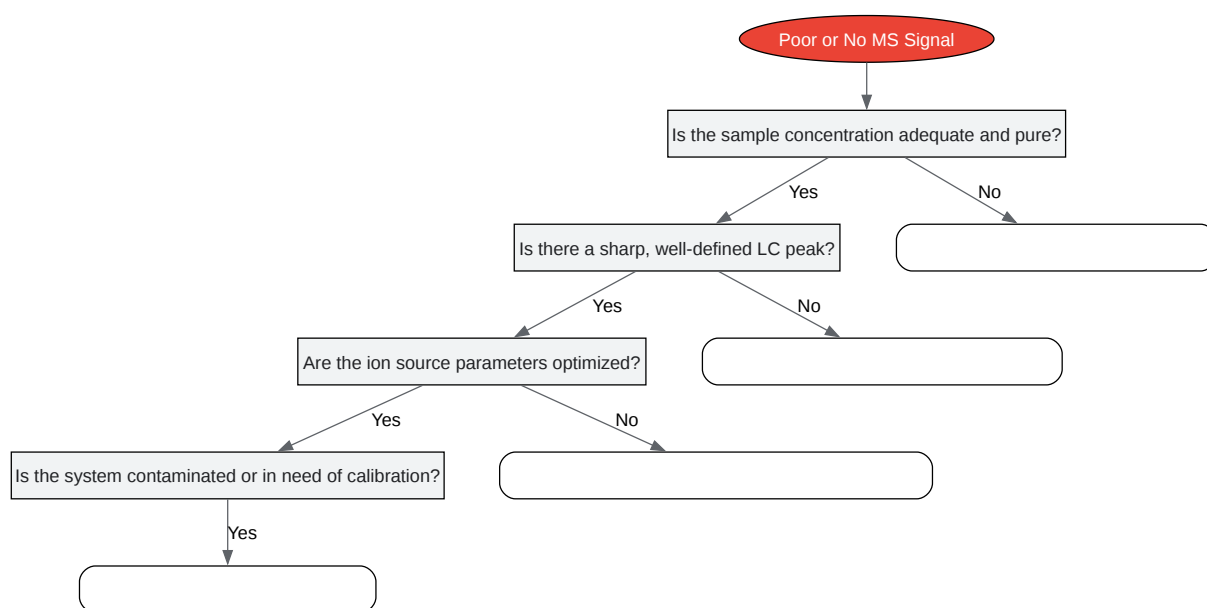 Poor or No MS Signal
Is the sample concentration adequate and pure?
Yes
No
Is there a sharp, well-defined LC peak?
Yes
No
Are the ion source parameters optimized?
Yes
No
Is the system contaminated or in need of calibration?
Yes